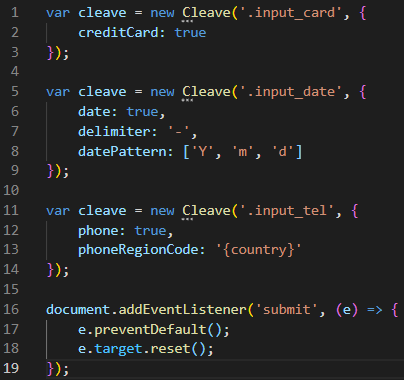 1 var cleave = new Cleave('.input_card', {
2     creditCard: true
3 });
4
5 var cleave = new Cleave('.input_date', {
6     date: true,
7     delimiter: '-',
8     datePattern: ['Y', 'm', 'd']
9 });
10
11 var cleave = new Cleave('.input_tel', {
12     phone: true,
13     phoneRegionCode: '{country}'
14 });
15
16 document.addEventListener('submit', (e) => {
17     e.preventDefault();
18     e.target.reset();
19 });